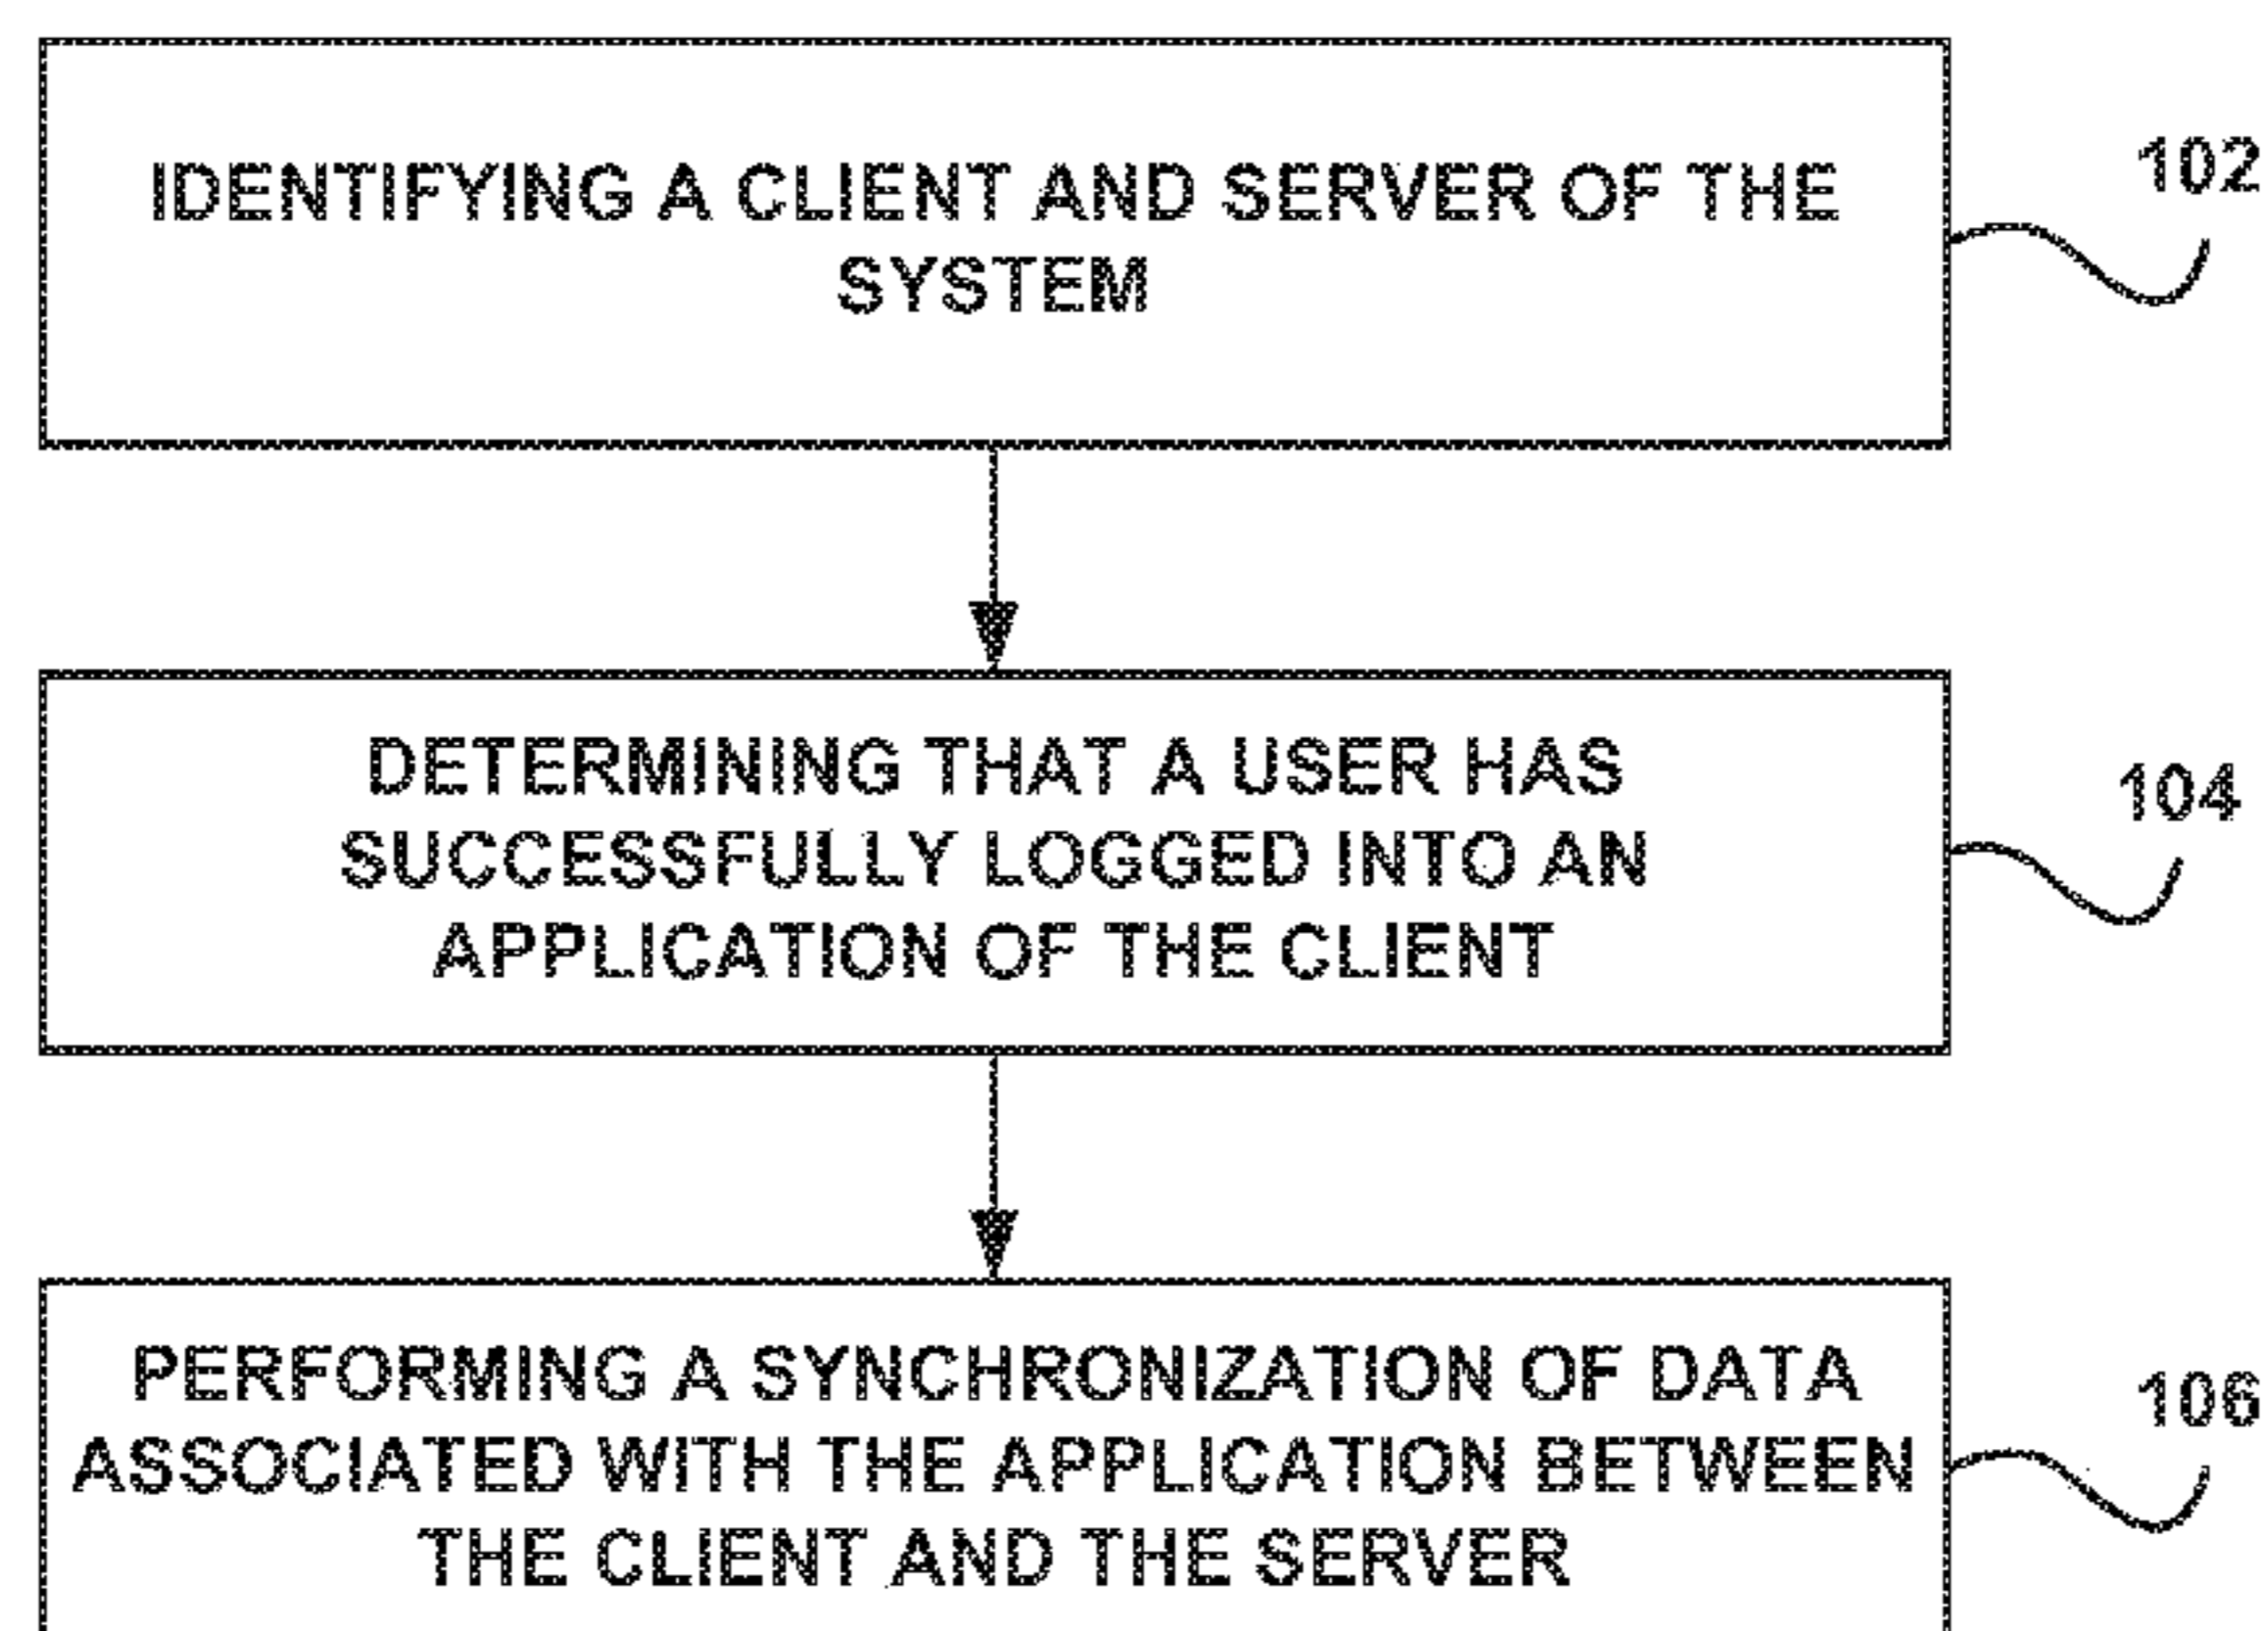 IDENTIFYING A CLIENT AND SERVER OF THE
SYSTEM
102
DETERMINING THAT A USER HAS
SUCCESSFULLY LOGGED INTO AN
APPLICATION OF THE CLIENT
104
PERFORMING A SYNCHRONIZATION OF DATA
ASSOCIATED WITH THE APPLICATION BETWEEN
THE CLIENT AND THE SERVER
106